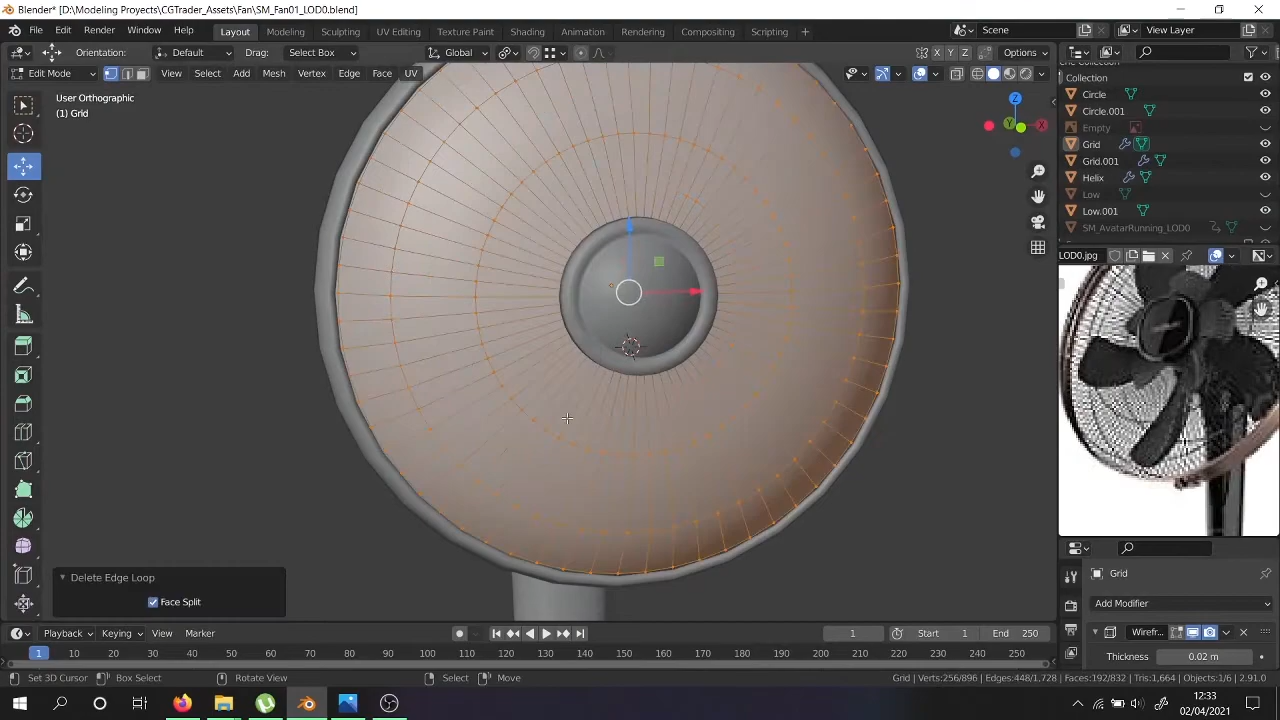 Blender* [D:\Modeling Projects\CGTrader_Assets\Fan\SM_Fan01_LOD0.blend]
File Edit Render Window Help Layout Modeling Sculpting UV Editing Texture Paint Shading Animation Rendering Compositing Scripting + Scene View Layer
Orientation: Default Drag: Select Box Global X Y Z Options
Edit Mode View Select Add Mesh Vertex Edge Face UV
User Orthographic
(1) Grid
Z
X
Y
Collection
Circle
Circle.001
Empty
Grid
Grid.001
Helix
Low
Low.001
SM_AvatarRunning_LOD0
LOD0.jpg
Grid
Add Modifier
Wirefr...
Thickness 0.02 m
Delete Edge Loop
Face Split
Playback Keying View Marker 1 Start 1 End 250
1 10 20 30 40 50 60 70 80 90 100 110 120 130 140 150 160 170 180 190 200 210 220 230 240 250
Set 3D Cursor Box Select Rotate View Select Move Grid | Verts:256/896 | Edges:448/1,728 | Faces:192/832 | Tris:1,664 | Objects:1/6 | 2.91.0
12:33
02/04/2021